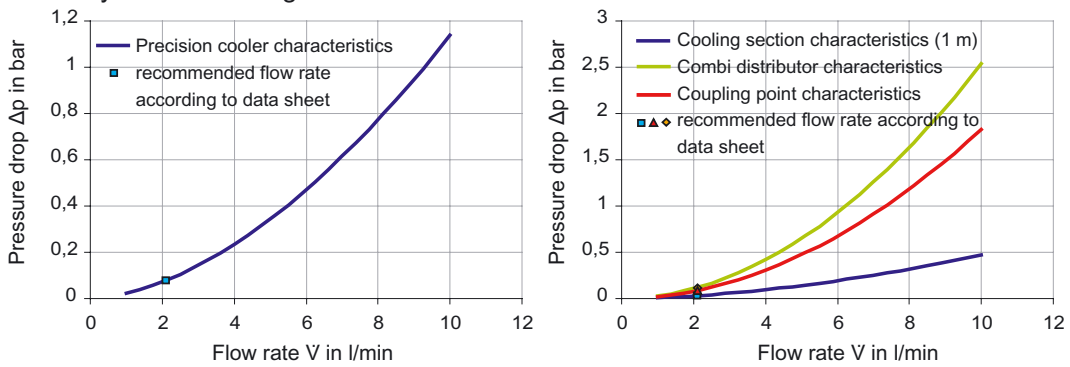 1,2
1
0,8
0,6
0,4
0,2
0
Pressure drop Δp in bar
Precision cooler characteristics
recommended flow rate
according to data sheet
0 2 4 6 8 10 12
Flow rate V̇ in l/min
3
2,5
2
1,5
1
0,5
0
Pressure drop Δp in bar
Cooling section characteristics (1 m)
Combi distributor characteristics
Coupling point characteristics
recommended flow rate according to
data sheet
0 2 4 6 8 10 12
Flow rate V̇ in l/min